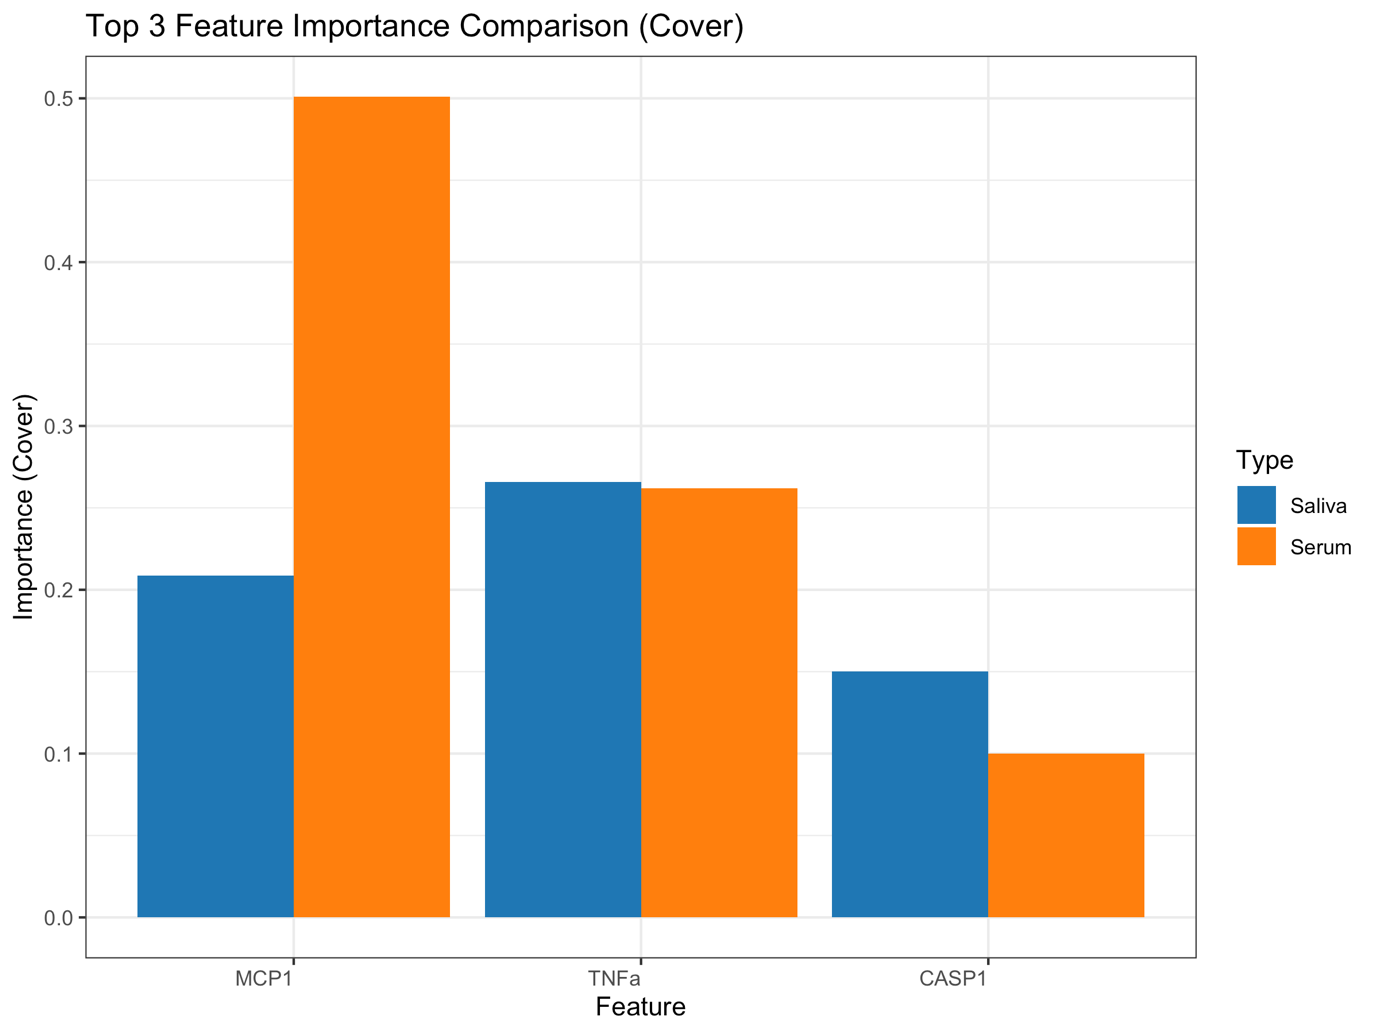 Top 3 Feature Importance Comparison (Cover)
Importance (Cover)
0.5
0.4
0.3
0.2
0.1
0.0
MCP1
TNFa
CASP1
Feature
Type
Saliva
Serum